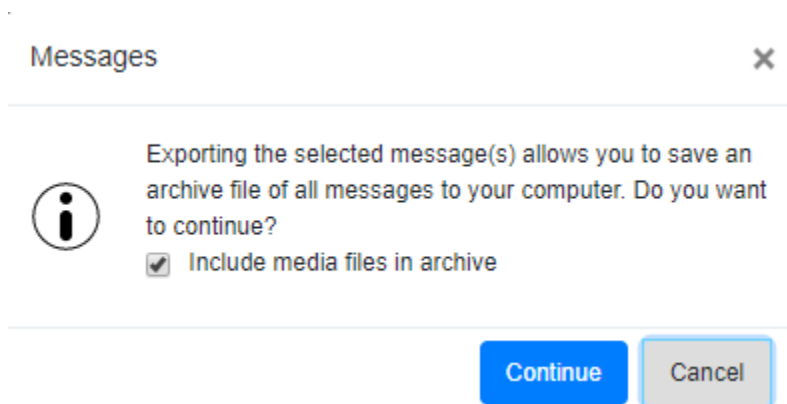 Messages
Exporting the selected message(s) allows you to save an
archive file of all messages to your computer. Do you want
to continue?
Include media files in archive
Continue
Cancel